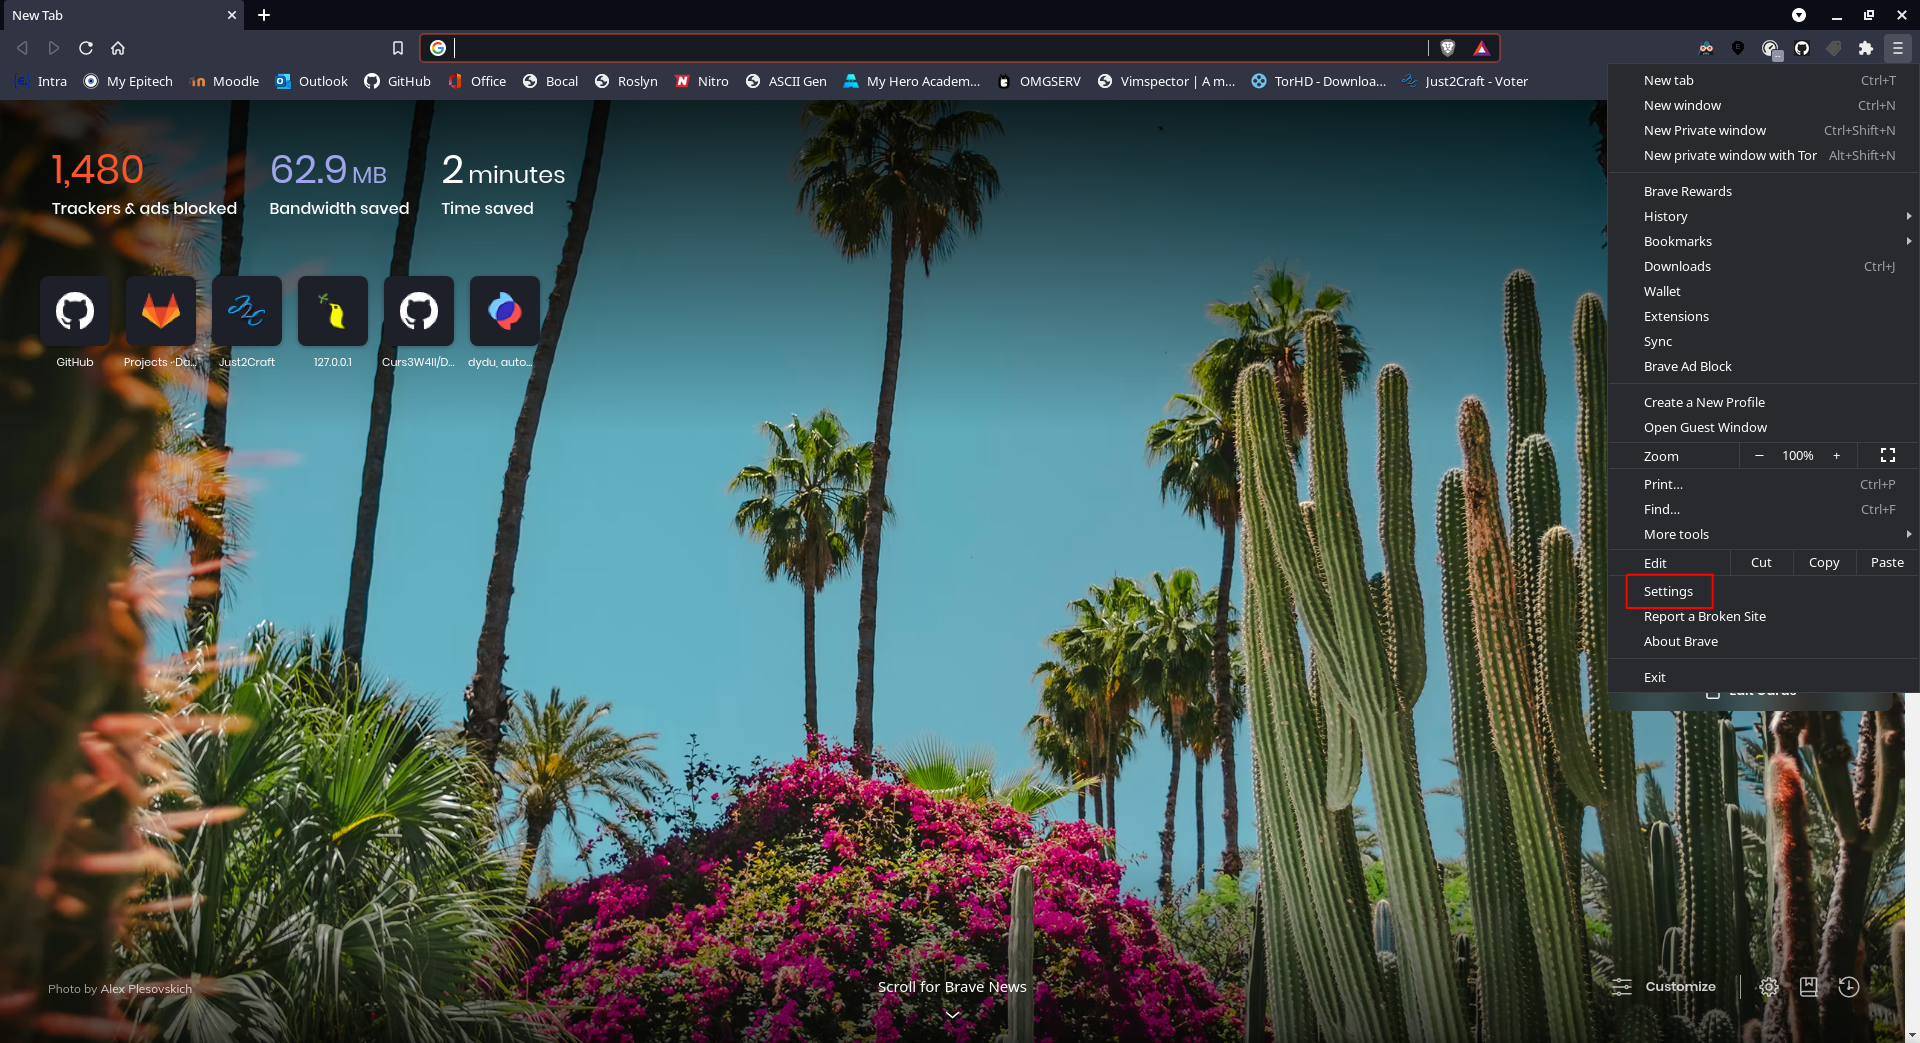 New Tab
Intra
My Epitech
Moodle
Outlook
GitHub
Office
Bocal
Roslyn
Nitro
ASCII Gen
My Hero Academ...
OMGSERV
Vimspector | A m...
TorHD - Downloa...
Just2Craft - Voter
1,480
Trackers & ads blocked
62.9 MB
Bandwidth saved
2 minutes
Time saved
GitHub
Projects · Da...
Just2Craft
127.0.0.1
Curs3W4ll/D...
dydu, auto...
New tab Ctrl+T
New window Ctrl+N
New Private window Ctrl+Shift+N
New private window with Tor Alt+Shift+N
Brave Rewards
History
Bookmarks
Downloads Ctrl+J
Wallet
Extensions
Sync
Brave Ad Block
Create a New Profile
Open Guest Window
Zoom − 100% +
Print... Ctrl+P
Find... Ctrl+F
More tools
Edit Cut Copy Paste
Settings
Report a Broken Site
About Brave
Exit
Photo by Alex Plesovskich
Scroll for Brave News
Customize